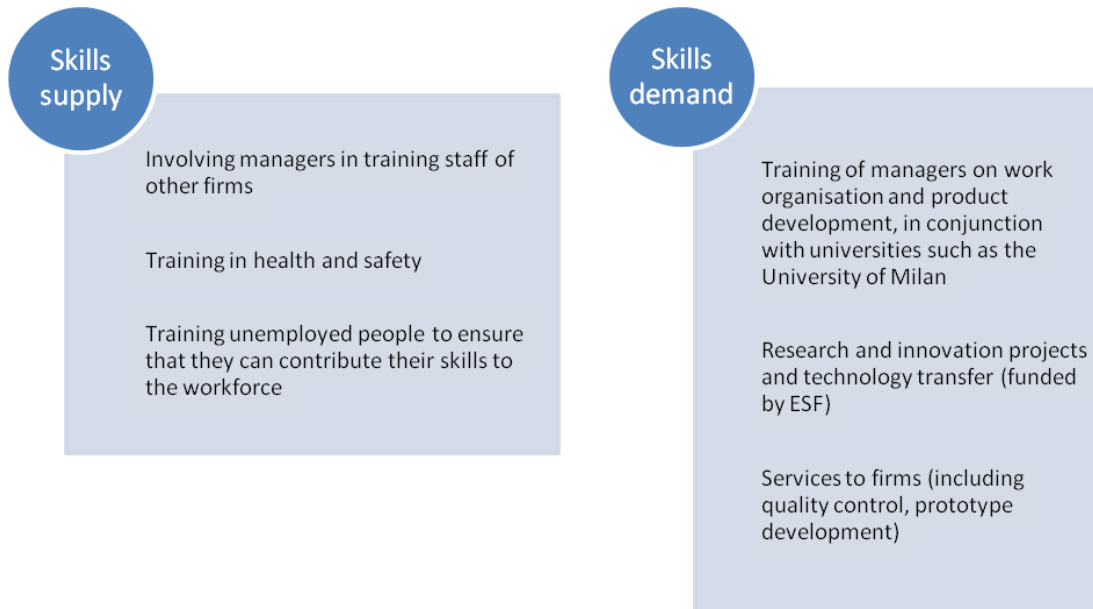 Skills
supply
Involving managers in training staff of
other firms
Training in health and safety
Training unemployed people to ensure
that they can contribute their skills to
the workforce
Skills
demand
Training of managers on work
organisation and product
development, in conjunction
with universities such as the
University of Milan
Research and innovation projects
and technology transfer (funded
by ESF)
Services to firms (including
quality control, prototype
development)